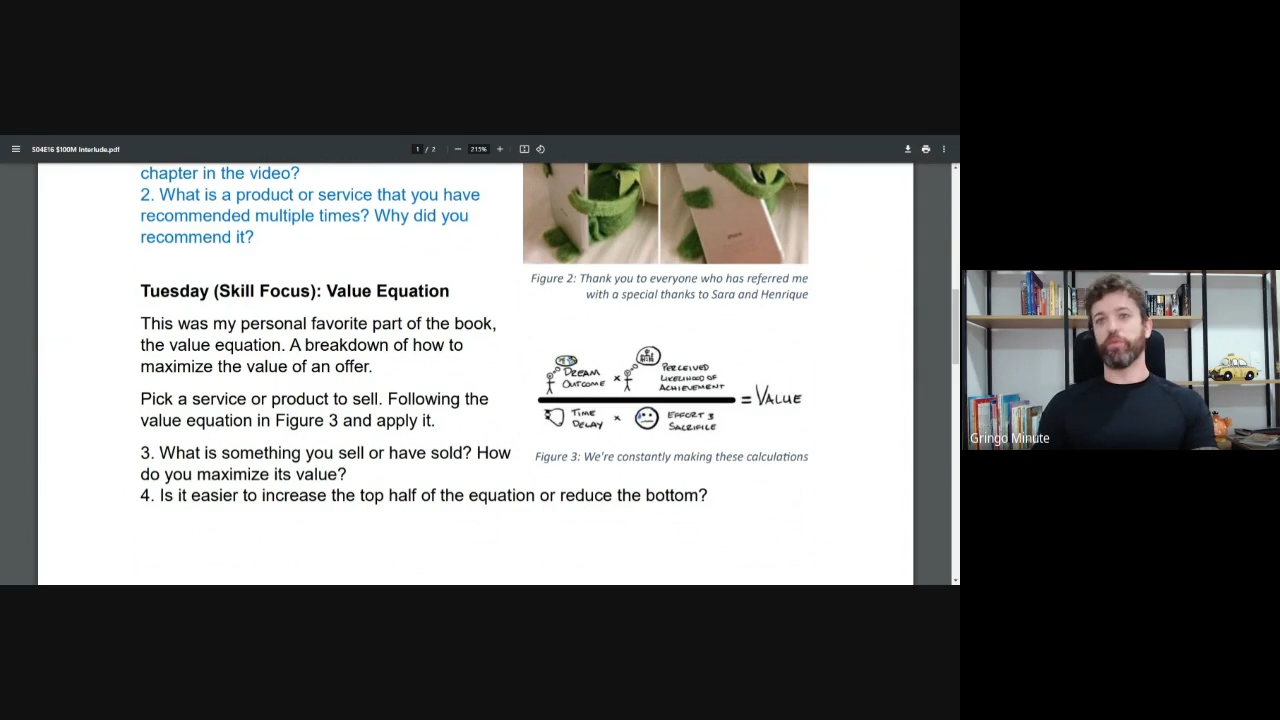 S04E16 $100M Interlude.pdf
1 / 2
215%
chapter in the video?
2. What is a product or service that you have
recommended multiple times? Why did you
recommend it?
Figure 2: Thank you to everyone who has referred me
with a special thanks to Sara and Henrique
Tuesday (Skill Focus): Value Equation
This was my personal favorite part of the book,
the value equation. A breakdown of how to
maximize the value of an offer.
Pick a service or product to sell. Following the
value equation in Figure 3 and apply it.
DREAM
OUTCOME
x
PERCEIVED
LIKELIHOOD OF
ACHIEVEMENT
= VALUE
TIME
DELAY
x
EFFORT &
SACRIFICE
Figure 3: We're constantly making these calculations
3. What is something you sell or have sold? How
do you maximize its value?
4. Is it easier to increase the top half of the equation or reduce the bottom?
Gringo Minute